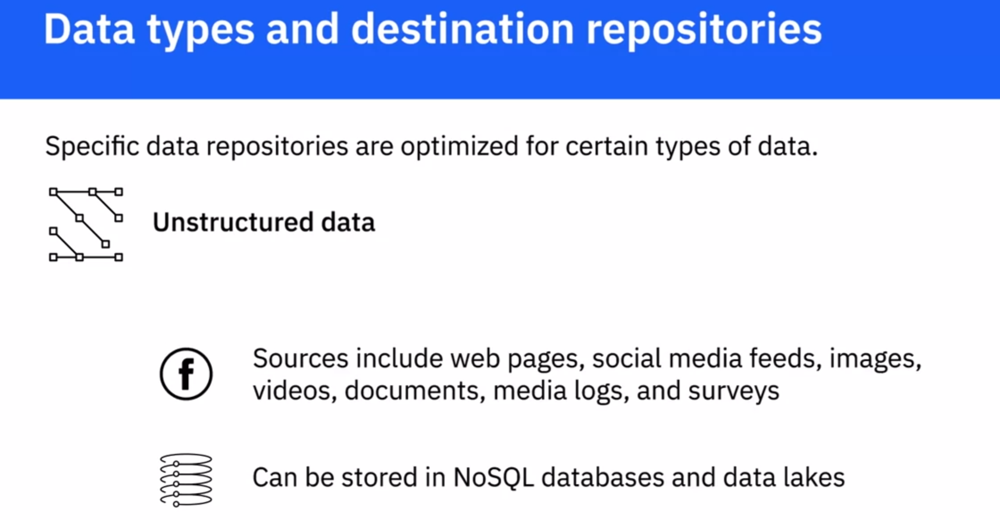 Data types and destination repositories
Specific data repositories are optimized for certain types of data.
Unstructured data
Sources include web pages, social media feeds, images,
videos, documents, media logs, and surveys
Can be stored in NoSQL databases and data lakes